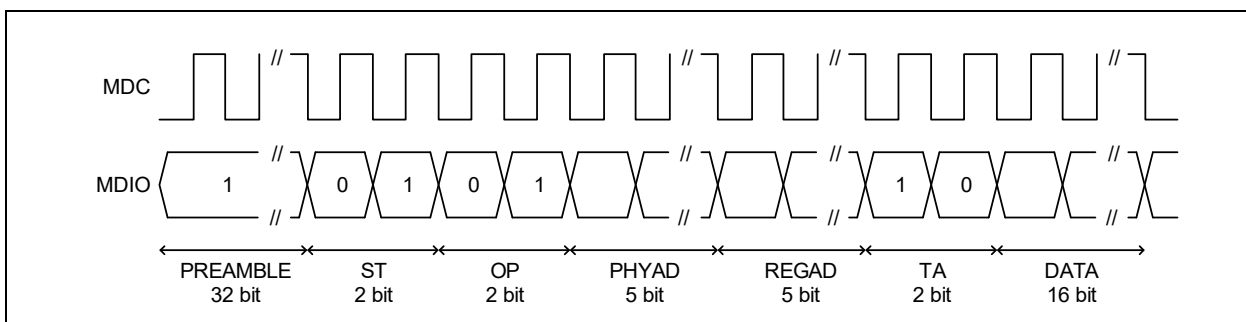 MDC // // // //
// // // //
MDIO 1 0 1 0 1 1 0
// // // //
PREAMBLE ST OP PHYAD REGAD TA DATA
32 bit 2 bit 2 bit 5 bit 5 bit 2 bit 16 bit